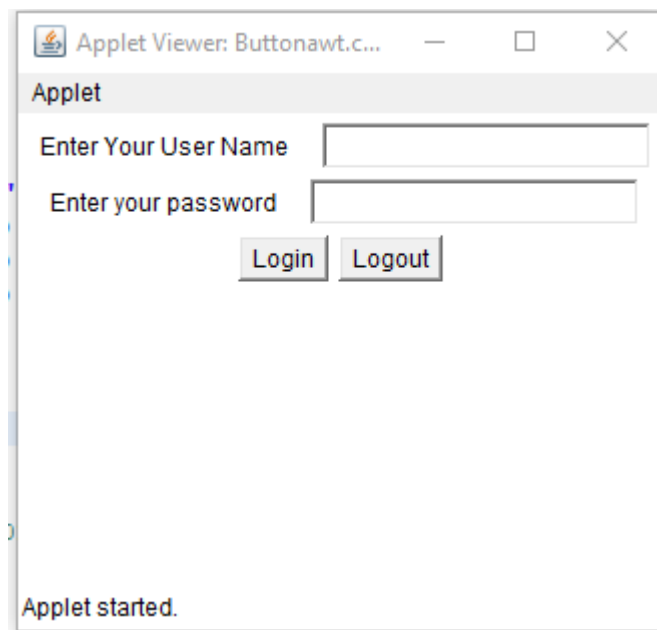 Applet Viewer: Buttonawt.c...
Applet
Enter Your User Name
Enter your password
Login Logout
Applet started.